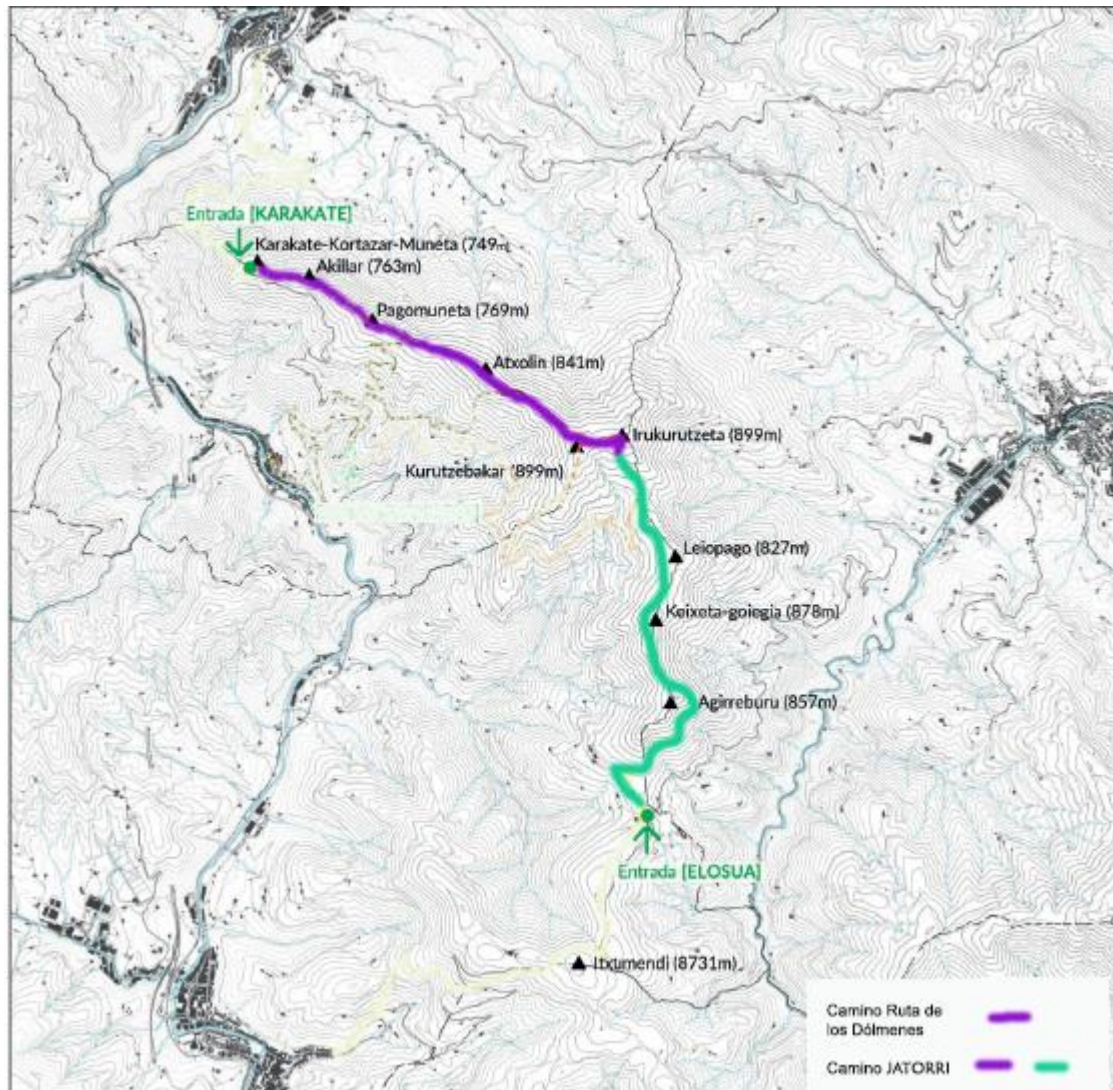 Entrada [KARAKATE]
Karakate-Kortazar-Muneta (749m)
Akillar (763m)
Pagomuneta (769m)
Atxolin (841m)
Irukurutzeta (899m)
Kurutzebakar (899m)
Leiopago (827m)
Keixeta-goiegia (878m)
Agirreburu (857m)
Entrada [ELOSUA]
Itxumendi (8731m)
Camino Ruta de
los Dólmenes
Camino JATORRI